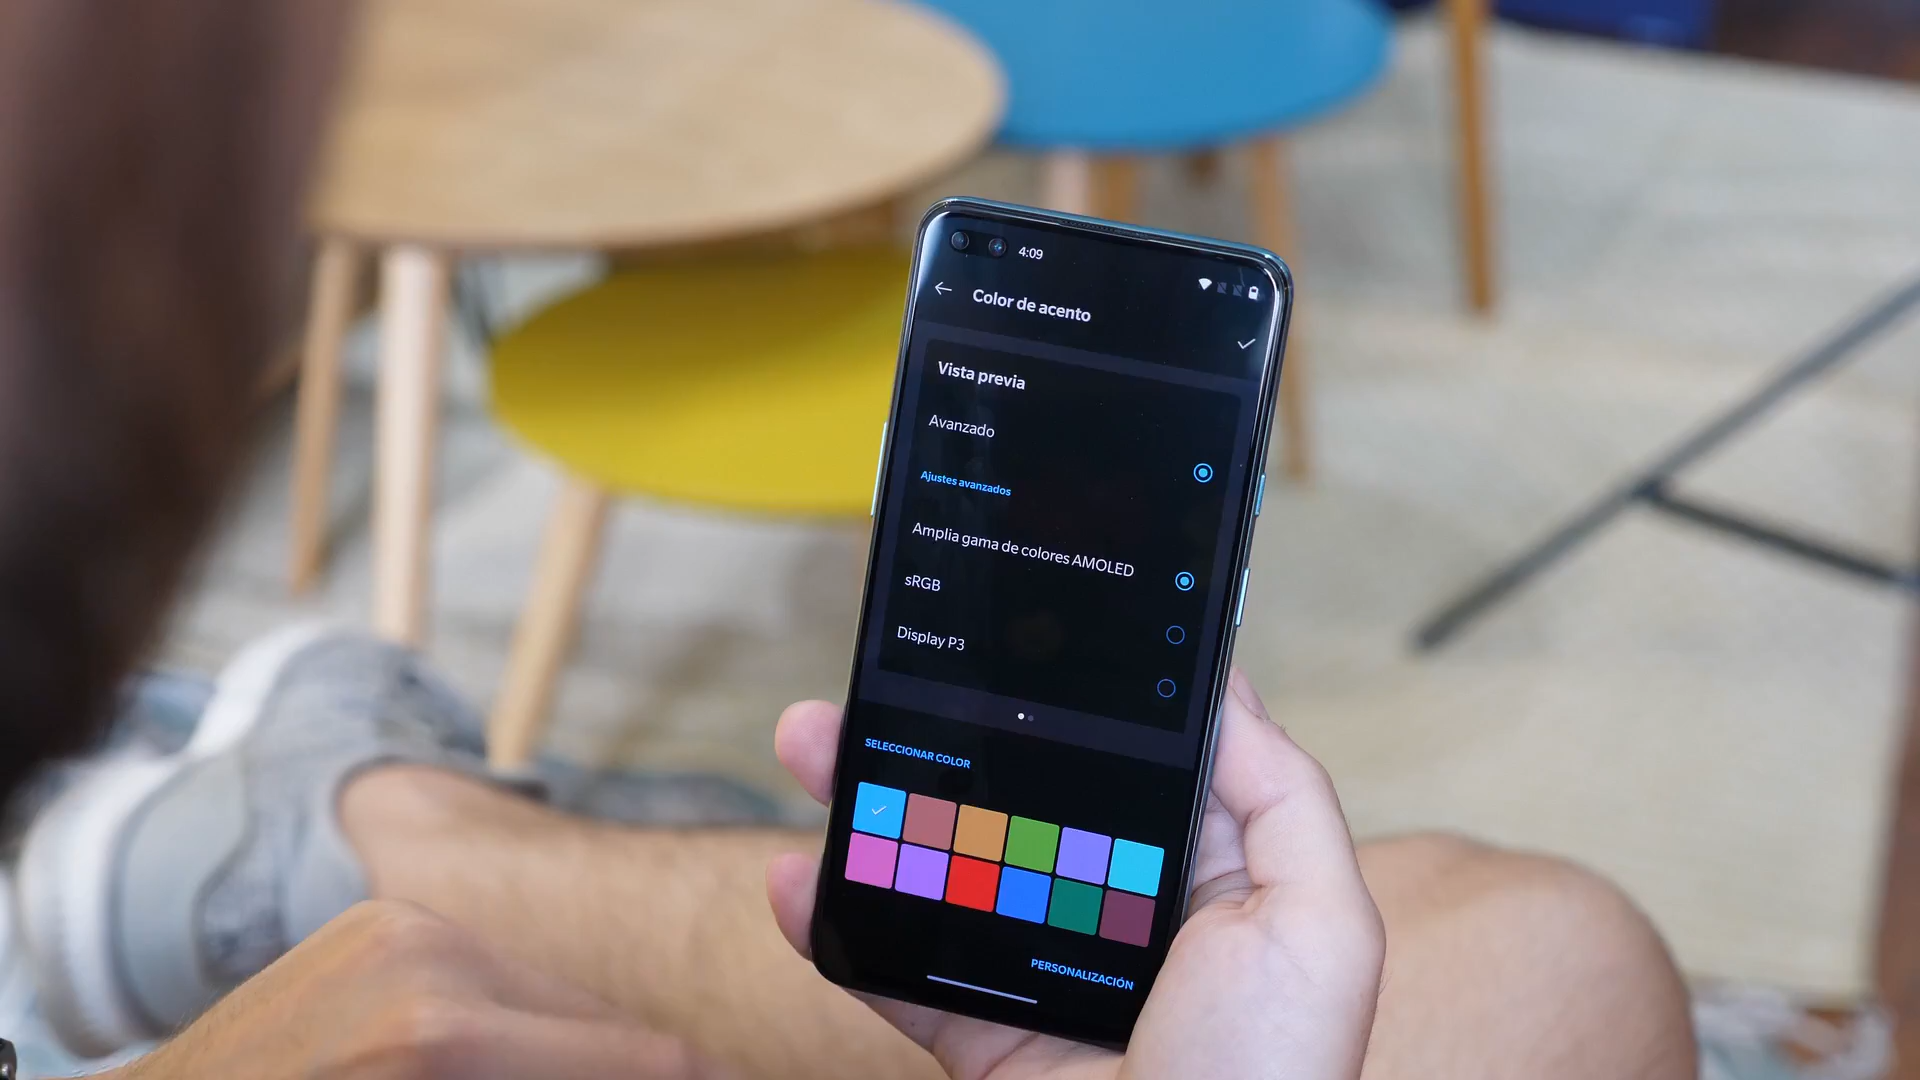 4:09
Color de acento
Vista previa
Avanzado
Ajustes avanzados
Amplia gama de colores AMOLED
sRGB
Display P3
SELECCIONAR COLOR
PERSONALIZACIÓN